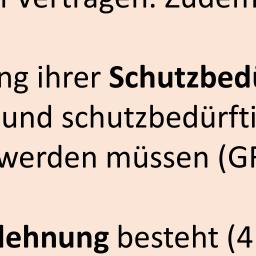 Vertragen. Zudem
ng ihrer Schutzbedü
und schutzbedürfti
werden müssen (GF
lehnung besteht (4